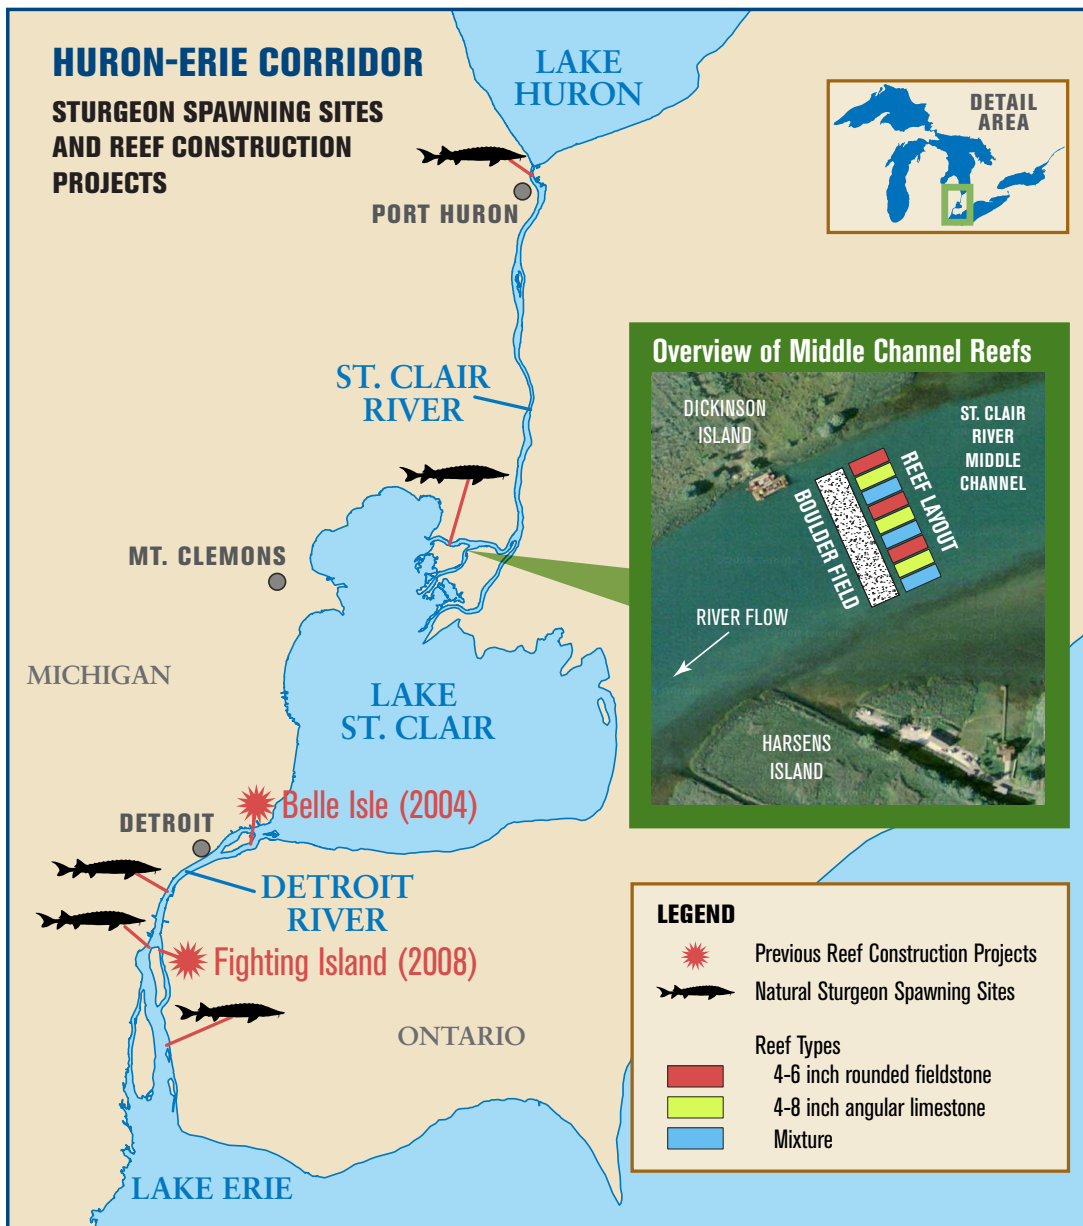 HURON-ERIE CORRIDOR
STURGEON SPAWNING SITES
AND REEF CONSTRUCTION
PROJECTS
LAKE
HURON
DETAIL
AREA
PORT HURON
ST. CLAIR
RIVER
MT. CLEMONS
MICHIGAN
LAKE
ST. CLAIR
Overview of Middle Channel Reefs
DICKINSON
ISLAND
ST. CLAIR
RIVER
MIDDLE
CHANNEL
REEF LAYOUT
BOULDER FIELD
RIVER FLOW
HARSENS
ISLAND
Belle Isle (2004)
DETROIT
DETROIT
RIVER
Fighting Island (2008)
ONTARIO
LAKE ERIE
LEGEND
Previous Reef Construction Projects
Natural Sturgeon Spawning Sites
Reef Types
4-6 inch rounded fieldstone
4-8 inch angular limestone
Mixture